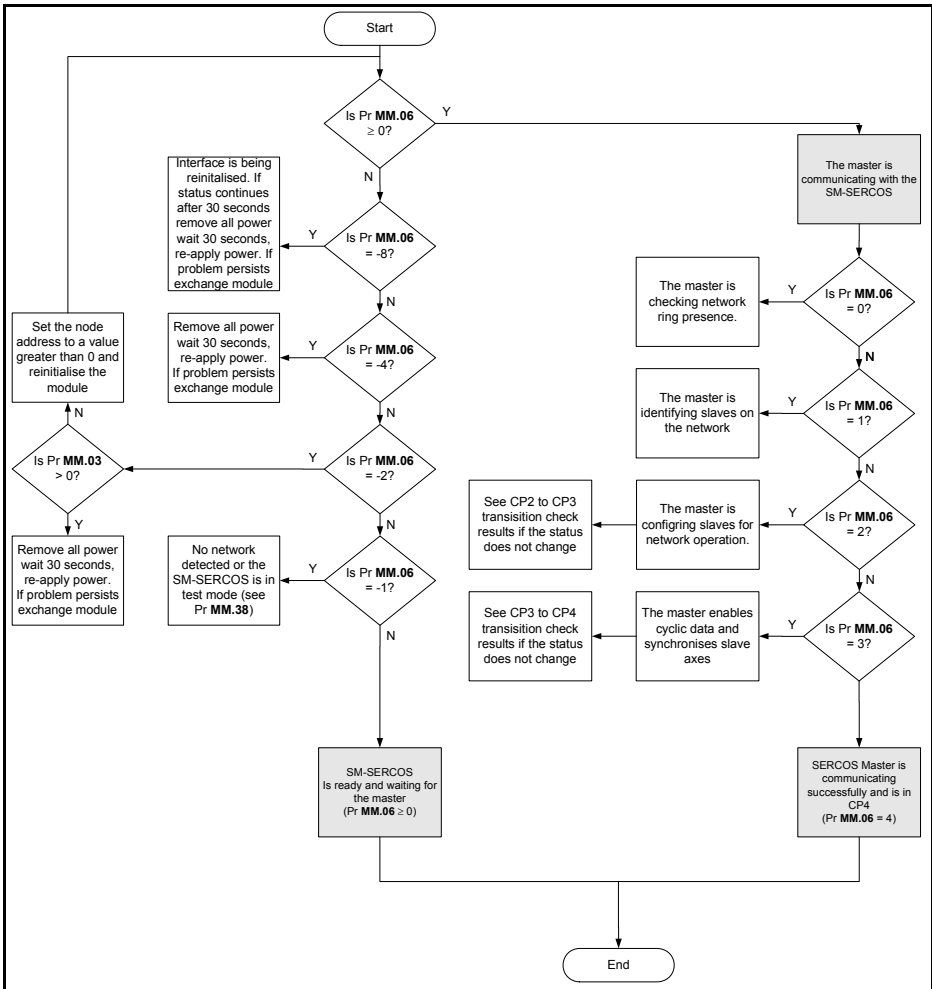 Start
Is Pr MM.06
≥ 0?
Y
N
Interface is being
reinitalised. If
status continues
after 30 seconds
remove all power
wait 30 seconds,
re-apply power. If
problem persists
exchange module
Y
Is Pr MM.06
= -8?
N
Remove all power
wait 30 seconds,
re-apply power.
If problem persists
exchange module
Y
Is Pr MM.06
= -4?
N
Set the node
address to a value
greater than 0 and
reinitialise the
module
N
Is Pr MM.03
> 0?
Y
Y
Is Pr MM.06
= -2?
N
Remove all power
wait 30 seconds,
re-apply power.
If problem persists
exchange module
No network
detected or the
SM-SERCOS is in
test mode (see
Pr MM.38)
Y
Is Pr MM.06
= -1?
N
SM-SERCOS
Is ready and waiting for
the master
(Pr MM.06 ≥ 0)
The master is
communicating with the
SM-SERCOS
The master is
checking network
ring presence.
Y
Is Pr MM.06
= 0?
N
The master is
identifying slaves on
the network
Y
Is Pr MM.06
= 1?
N
See CP2 to CP3
transisition check
results if the status
does not change
The master is
configring slaves for
network operation.
Y
Is Pr MM.06
= 2?
N
See CP3 to CP4
transisition check
results if the status
does not change
The master enables
cyclic data and
synchronises slave
axes
Y
Is Pr MM.06
= 3?
N
SERCOS Master is
communicating
successfully and is in
CP4
(Pr MM.06 = 4)
End